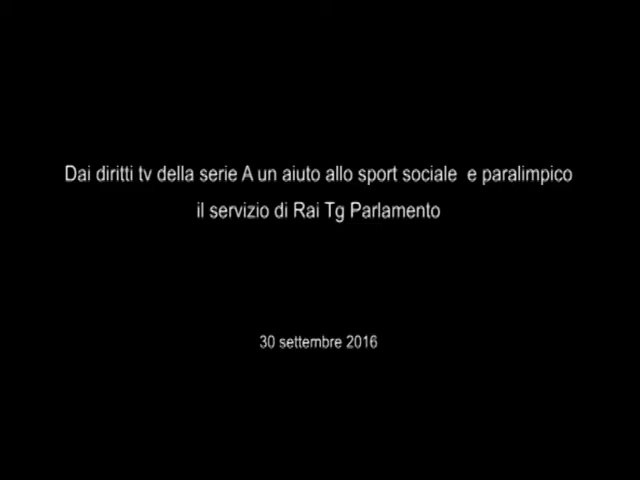 Dai diritti tv della serie A un aiuto allo sport sociale e paralimpico
il servizio di Rai Tg Parlamento
30 settembre 2016